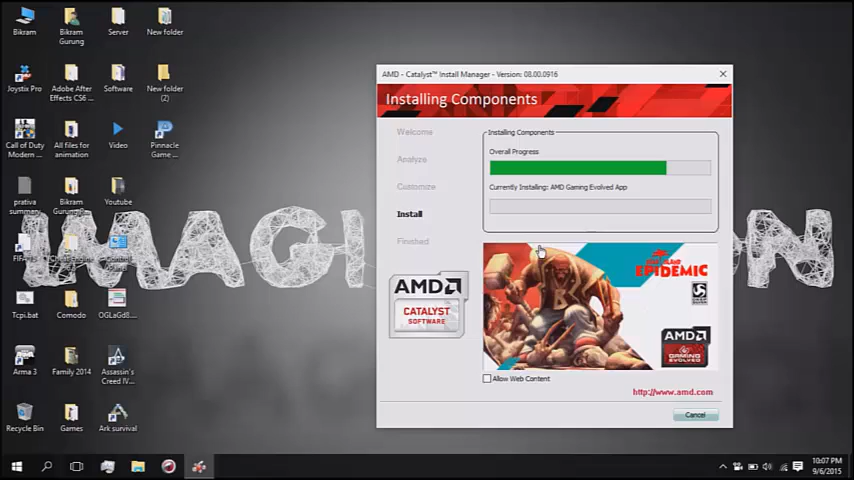 Bikram
Bikram
Gurung
Server
New folder
Joystix Pro
Adobe After
Effects CS6 ...
Software
New folder
(2)
Call of Duty
Modern ...
All files for
animation
Video
Pinnacle
Game ...
prativa
summary
Bikram
Youtube
Tcpi.bat
Comodo
OGLaGd8...
Arma 3
Family 2014
Assassin's
Creed IV...
Recycle Bin
Games
Ark survival
AMD - Catalyst™ Install Manager - Version: 08.00.0916
Installing Components
Welcome
Analyze
Customize
Install
Finished
Installing Components
Overall Progress
Currently Installing: AMD Gaming Evolved App
AMD
CATALYST
SOFTWARE
EPIDEMIC
AMD
GAMING
EVOLVED
Allow Web Content
http://www.amd.com
Cancel
10:07 PM
9/6/2015